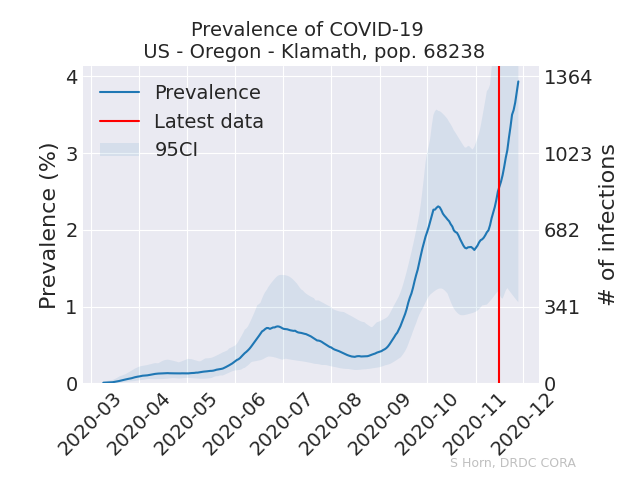 Prevalence of COVID-19
US - Oregon - Klamath, pop. 68238
Prevalence
Latest data
95CI
Prevalence (%)
4
3
2
1
0
1364
1023
682
341
0
# of infections
2020-03
2020-04
2020-05
2020-06
2020-07
2020-08
2020-09
2020-10
2020-11
2020-12
S Horn, DRDC CORA